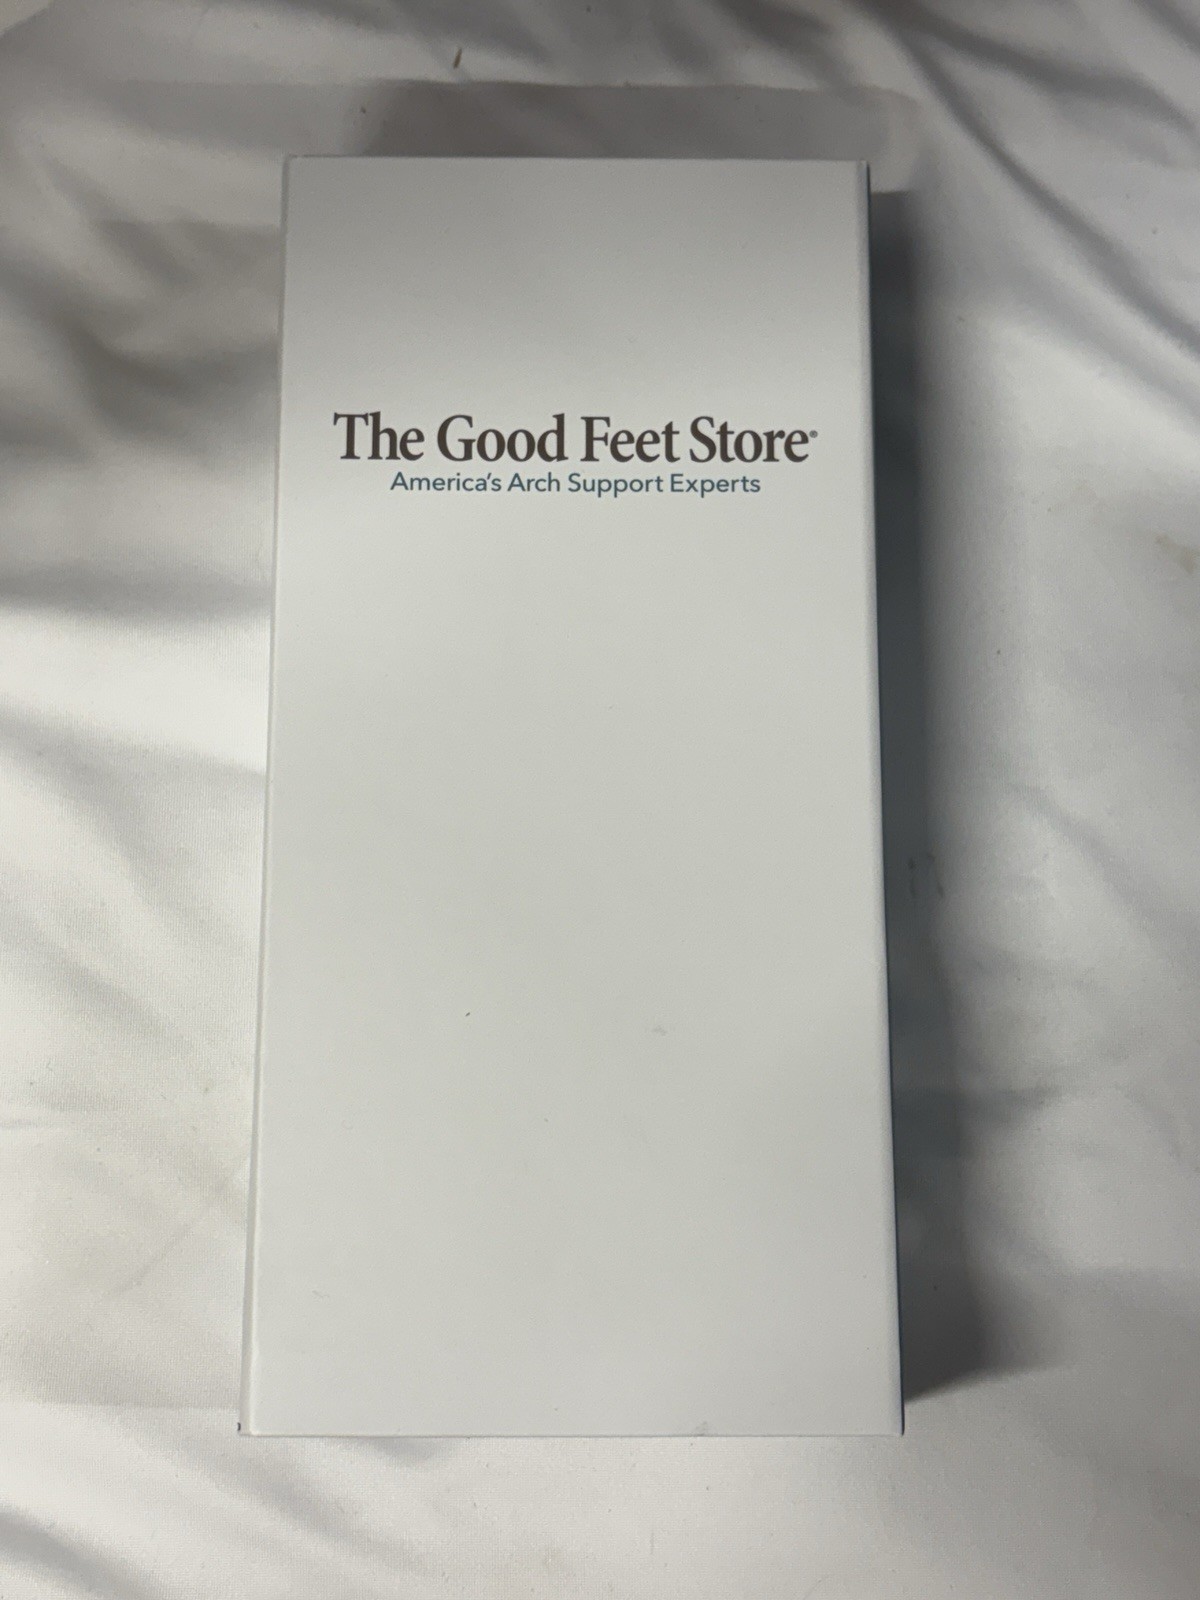 The Good Feet Store®
America's Arch Support Experts